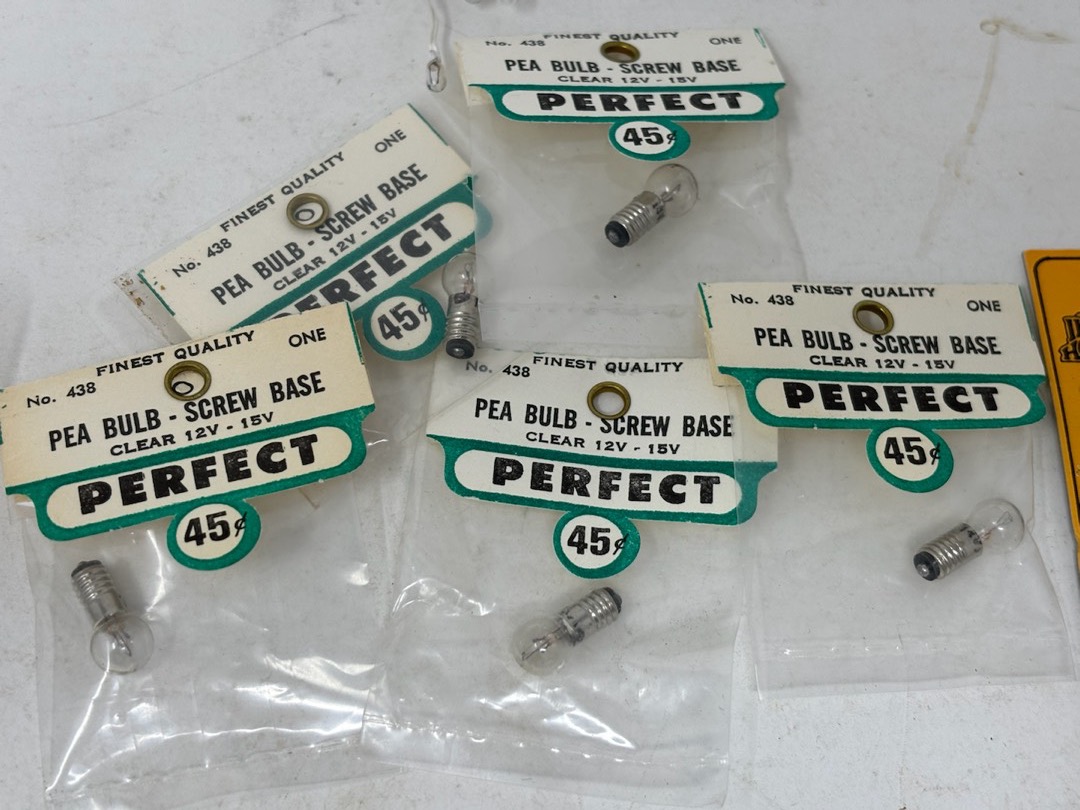 FINEST QUALITY
No. 438 ONE
PEA BULB - SCREW BASE
CLEAR 12V - 15V
PERFECT
45¢
FINEST QUALITY
No. 438 ONE
PEA BULB - SCREW BASE
CLEAR 12V - 15V
PERFECT
45¢
FINEST QUALITY
No. 438 ONE
PEA BULB - SCREW BASE
CLEAR 12V - 15V
PERFECT
45¢
FINEST QUALITY
No. 438 ONE
PEA BULB - SCREW BASE
CLEAR 12V - 15V
PERFECT
45¢
FINEST QUALITY
No. 438
PEA BULB - SCREW BASE
CLEAR 12V - 15V
PERFECT
45¢